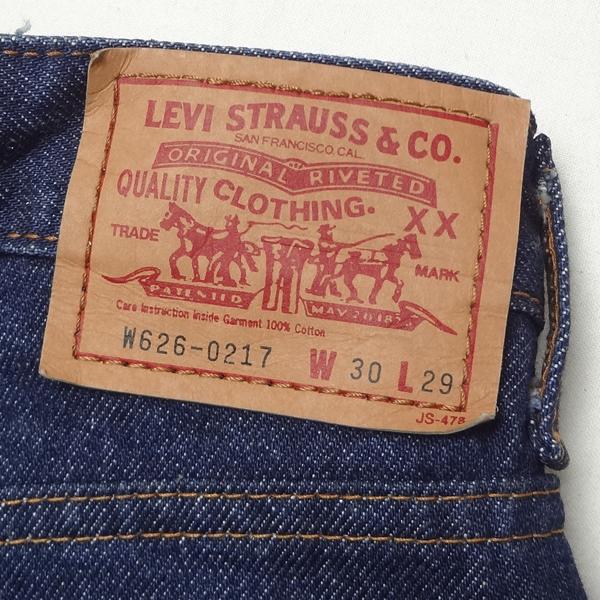 LEVI STRAUSS & CO.
SAN FRANCISCO, CAL.
ORIGINAL RIVETED
QUALITY CLOTHING.
XX
TRADE MARK
PATENTED MAY 20 187
Care Instruction Inside Garment 100% Cotton
W626-0217 W 30 L 29
JS-478